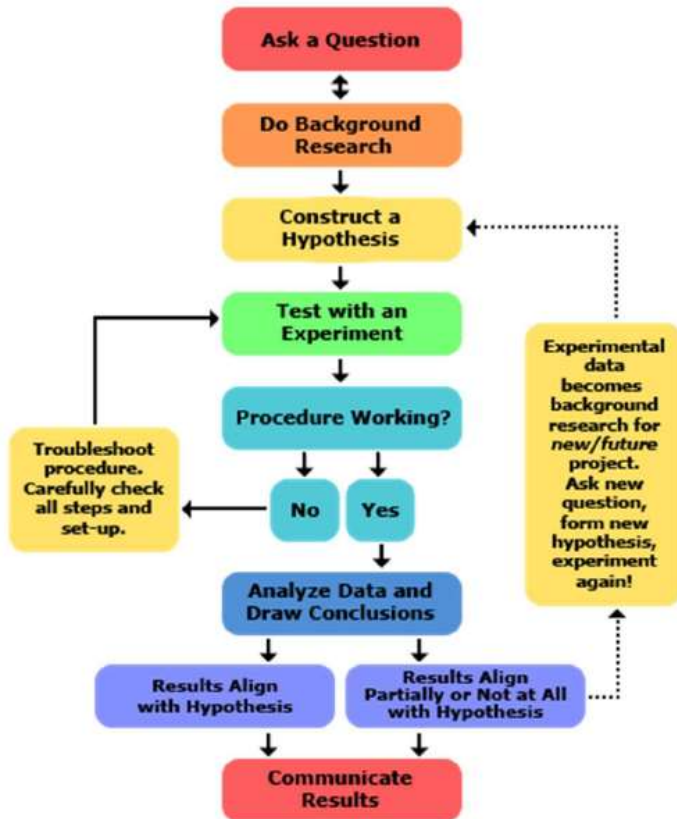 Ask a Question
Do Background
Research
Construct a
Hypothesis
Test with an
Experiment
Procedure Working?
Troubleshoot
procedure.
Carefully check
all steps and
set-up.
No
Yes
Experimental
data
becomes
background
research for
new/future
project.
Ask new
question,
form new
hypothesis,
experiment
again!
Analyze Data and
Draw Conclusions
Results Align
with Hypothesis
Results Align
Partially or Not at All
with Hypothesis
Communicate
Results